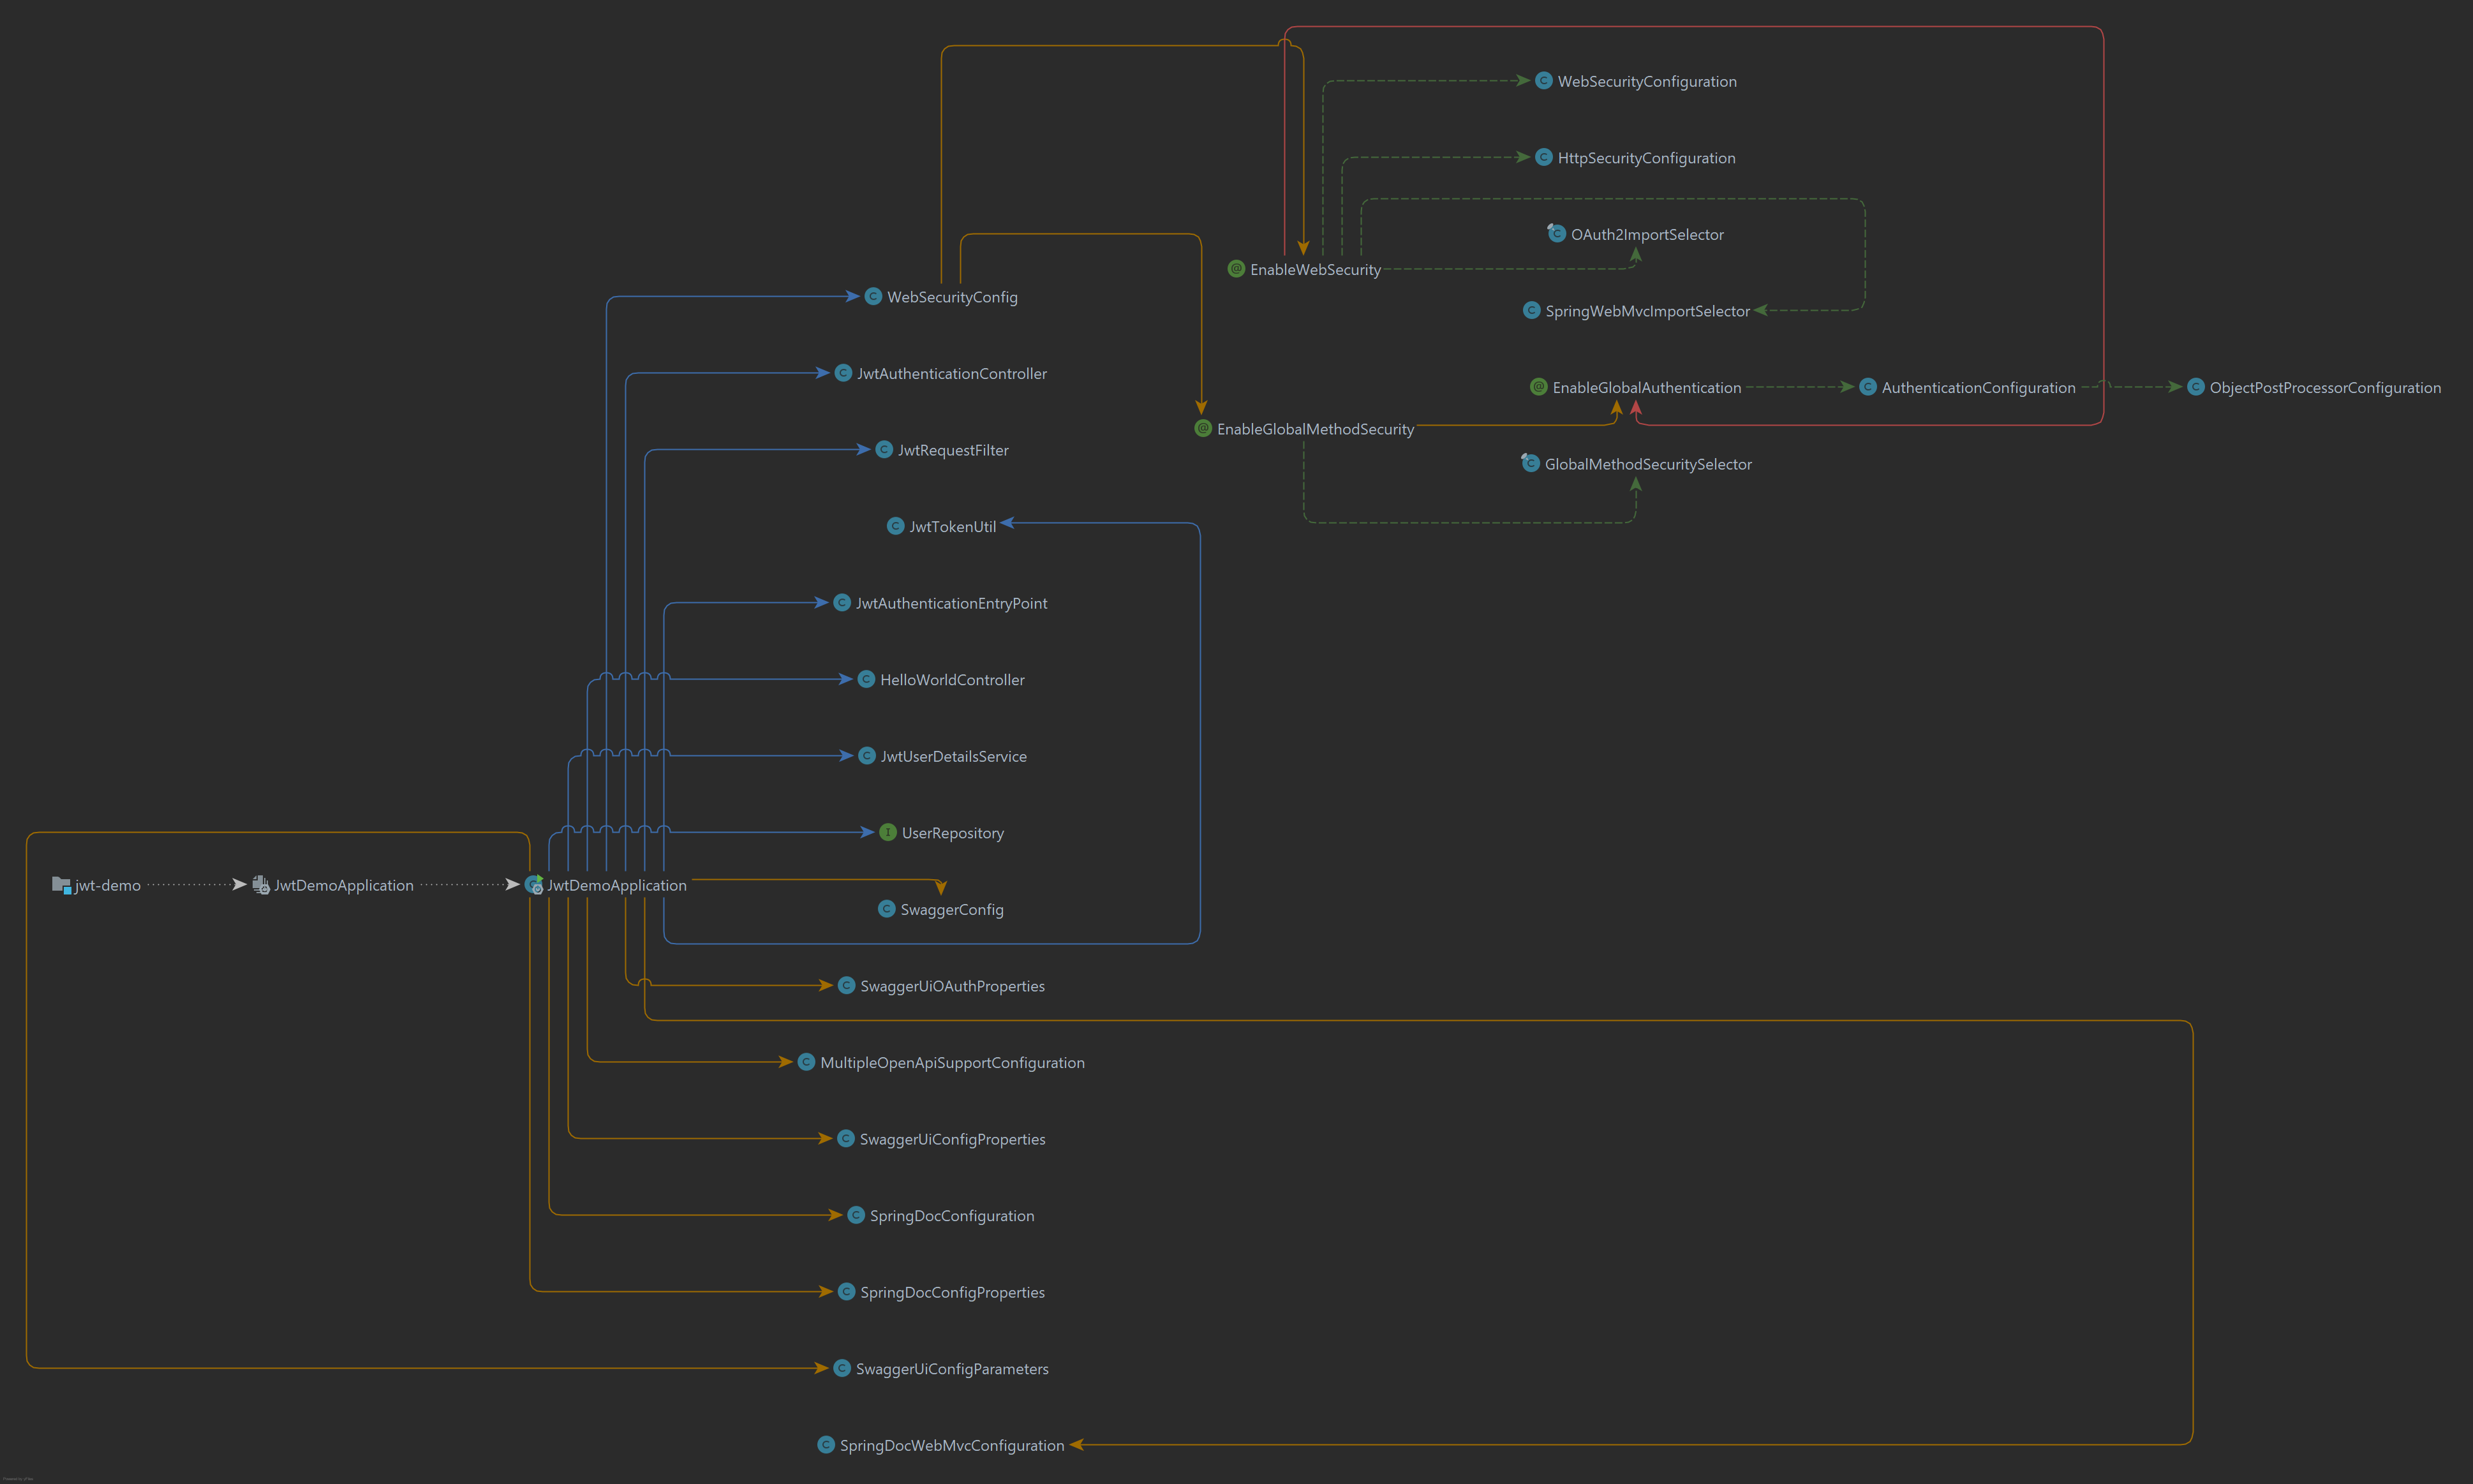 WebSecurityConfiguration
HttpSecurityConfiguration
OAuth2ImportSelector
EnableWebSecurity
WebSecurityConfig
SpringWebMvcImportSelector
JwtAuthenticationController
EnableGlobalAuthentication
AuthenticationConfiguration
ObjectPostProcessorConfiguration
EnableGlobalMethodSecurity
JwtRequestFilter
GlobalMethodSecuritySelector
JwtTokenUtil
JwtAuthenticationEntryPoint
HelloWorldController
JwtUserDetailsService
UserRepository
jwt-demo
JwtDemoApplication
JwtDemoApplication
SwaggerConfig
SwaggerUiOAuthProperties
MultipleOpenApiSupportConfiguration
SwaggerUiConfigProperties
SpringDocConfiguration
SpringDocConfigProperties
SwaggerUiConfigParameters
SpringDocWebMvcConfiguration